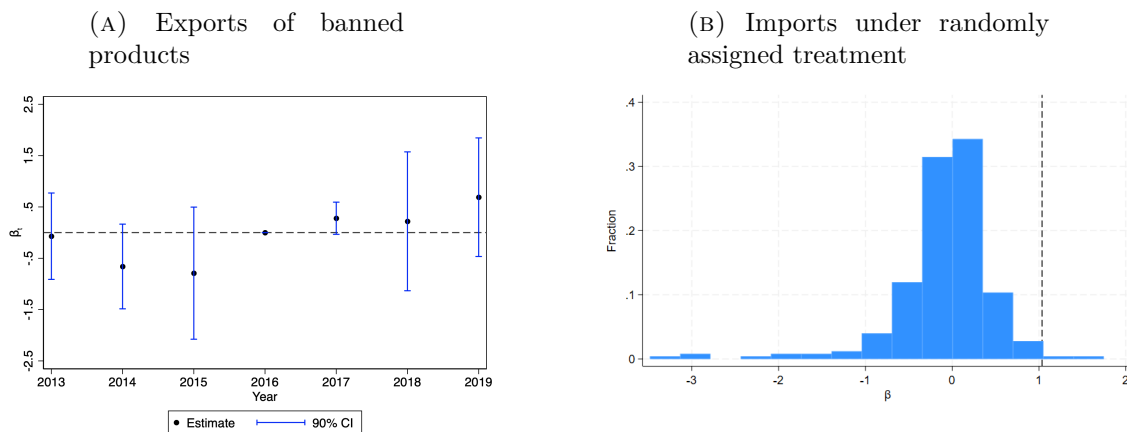 (A) Exports of banned
products
2.5
1.5
.5
-.5
-1.5
-2.5
βt
2013 2014 2015 2016 2017 2018 2019
Year
Estimate 90% CI
(B) Imports under randomly
assigned treatment
.4
.3
.2
.1
0
Fraction
-3 -2 -1 0 1 2
β